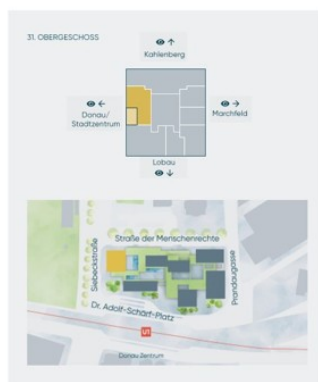 31. OBERGESCHOSS
Kahlenberg
Donau/
Stadtzentrum
Marchfeld
Lobau
Straße der Menschenrechte
Siebeckstraße
Prandaugasse
Dr. Adolf-Schärf-Platz
U1
Donau Zentrum